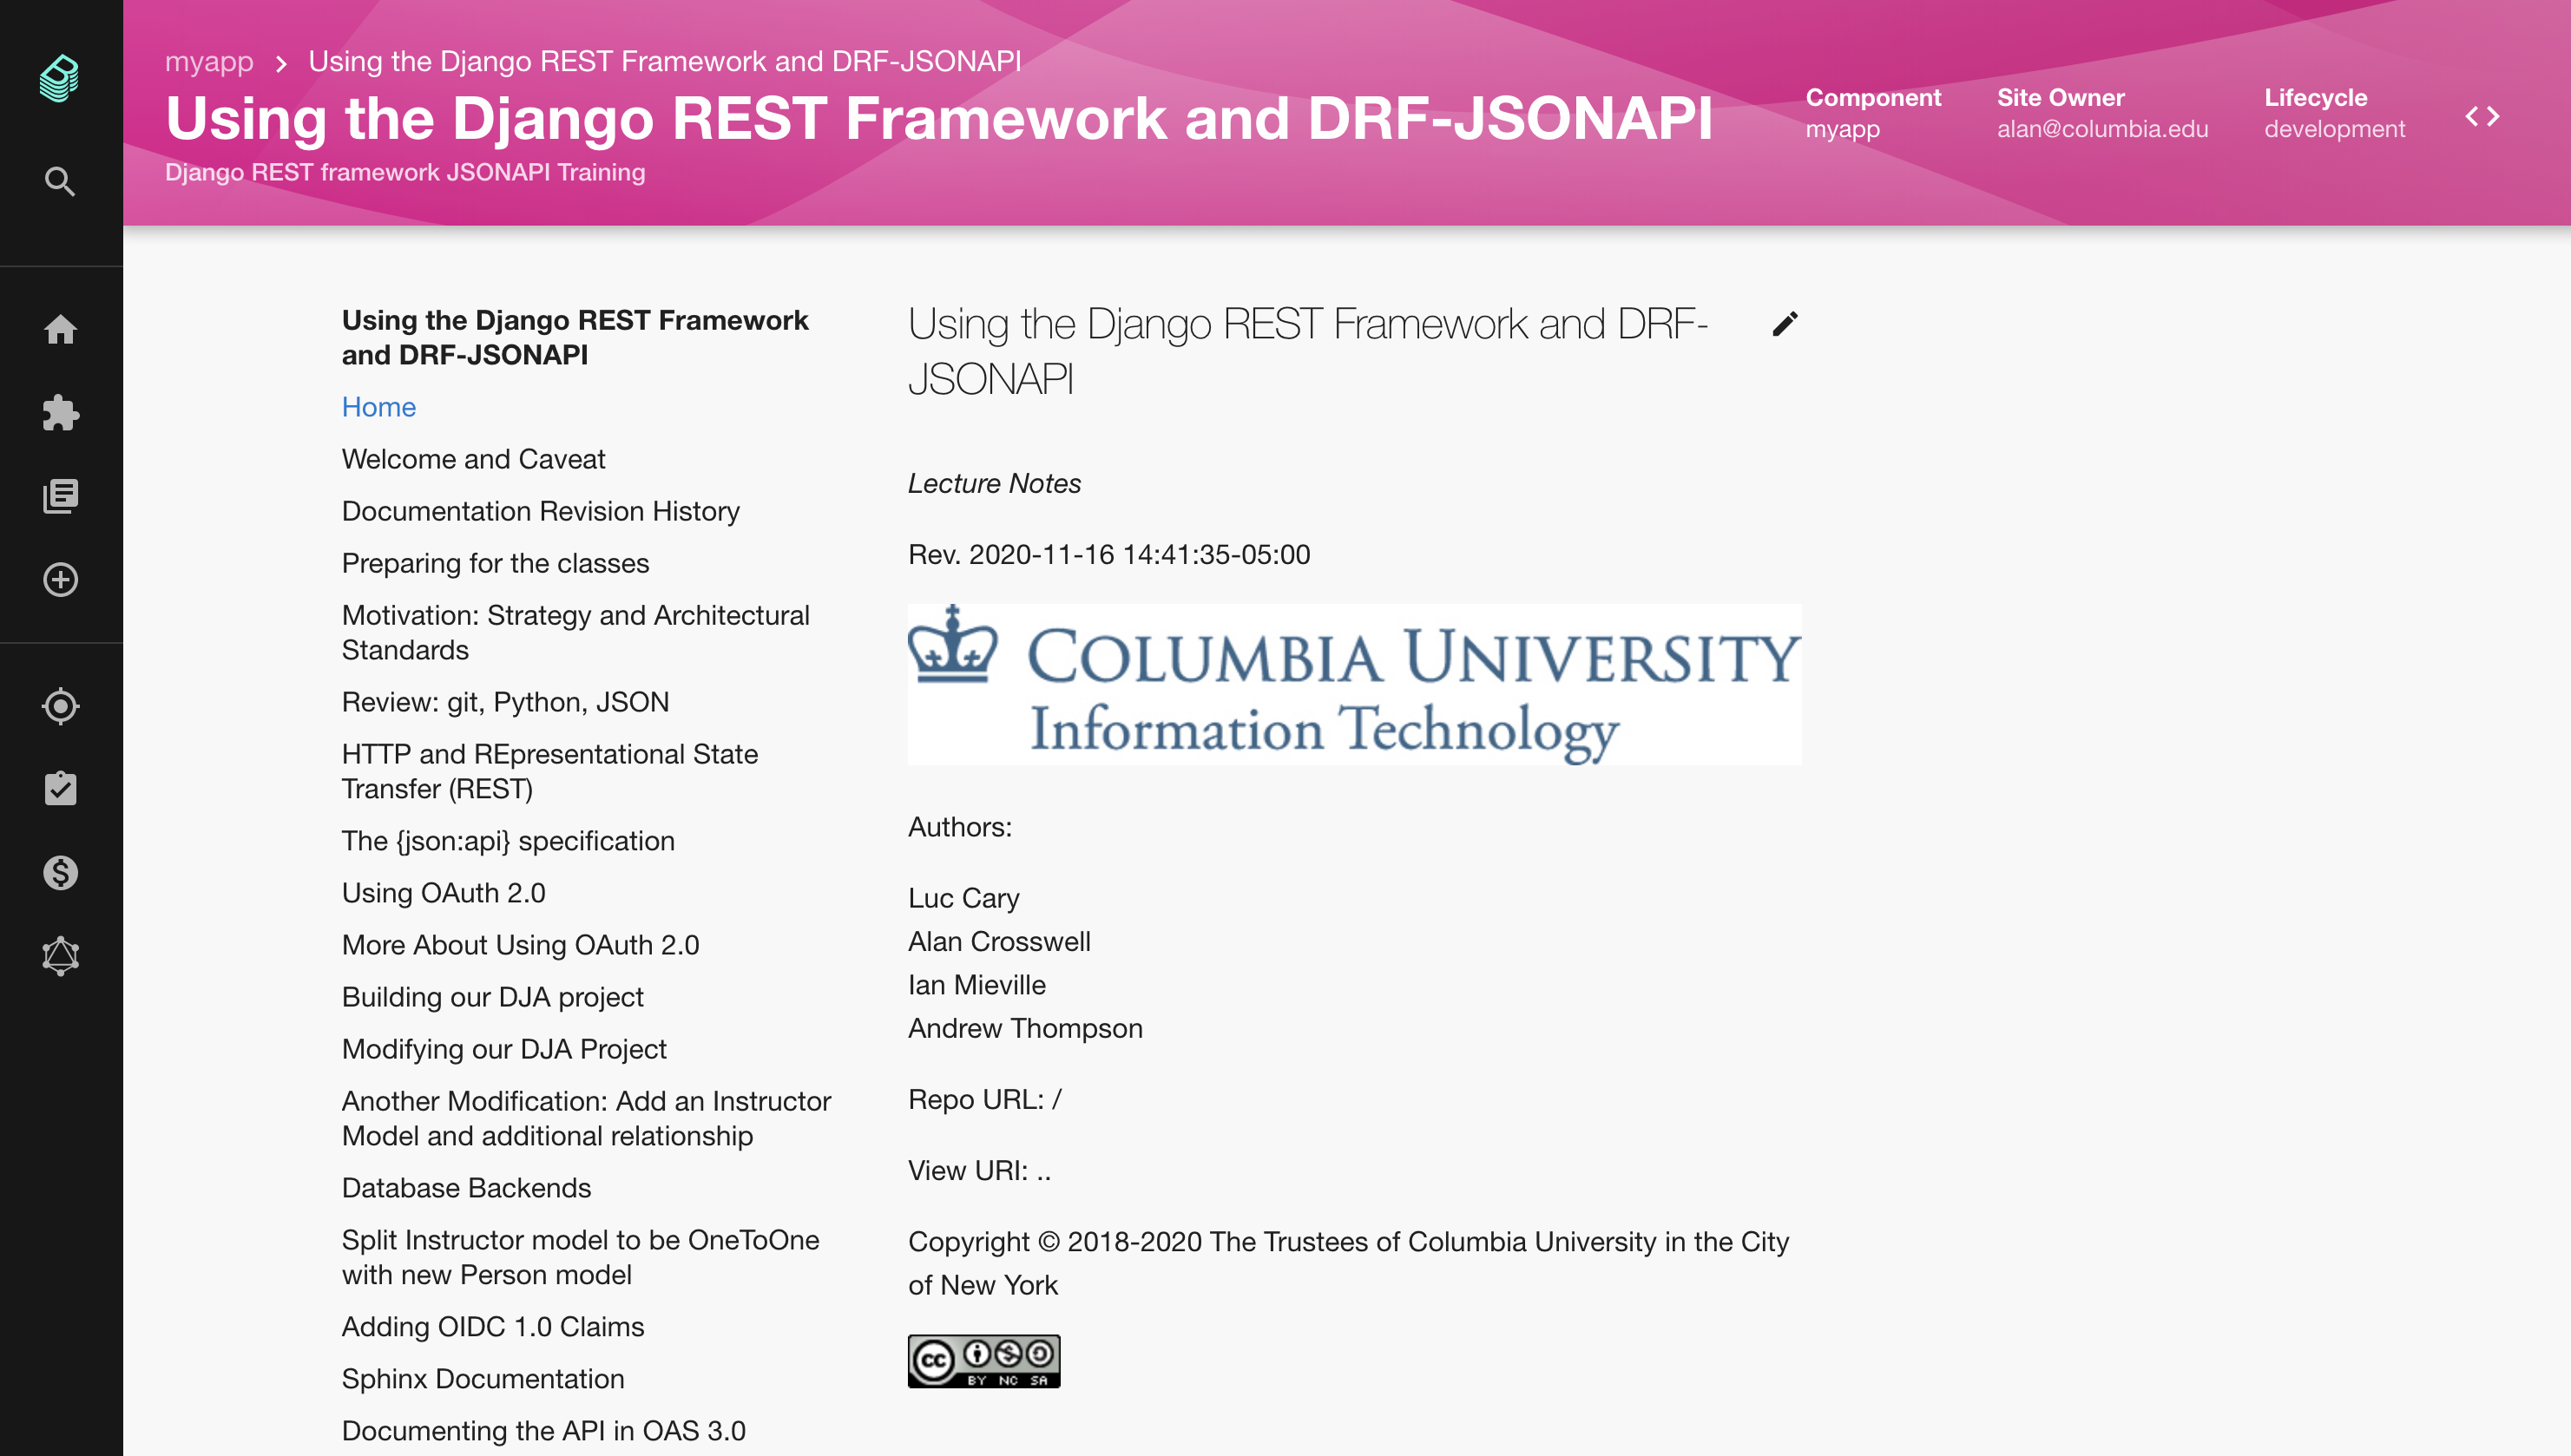 myapp > Using the Django REST Framework and DRF-JSONAPI
Using the Django REST Framework and DRF-JSONAPI
Django REST framework JSONAPI Training
Component
myapp
Site Owner
alan@columbia.edu
Lifecycle
development
Using the Django REST Framework
and DRF-JSONAPI
Home
Welcome and Caveat
Documentation Revision History
Preparing for the classes
Motivation: Strategy and Architectural
Standards
Review: git, Python, JSON
HTTP and REpresentational State
Transfer (REST)
The {json:api} specification
Using OAuth 2.0
More About Using OAuth 2.0
Building our DJA project
Modifying our DJA Project
Another Modification: Add an Instructor
Model and additional relationship
Database Backends
Split Instructor model to be OneToOne
with new Person model
Adding OIDC 1.0 Claims
Sphinx Documentation
Documenting the API in OAS 3.0
Using the Django REST Framework and DRF-
JSONAPI
Lecture Notes
Rev. 2020-11-16 14:41:35-05:00
COLUMBIA UNIVERSITY
Information Technology
Authors:
Luc Cary
Alan Crosswell
Ian Mieville
Andrew Thompson
Repo URL: /
View URI: ..
Copyright © 2018-2020 The Trustees of Columbia University in the City
of New York
cc
BY NC SA